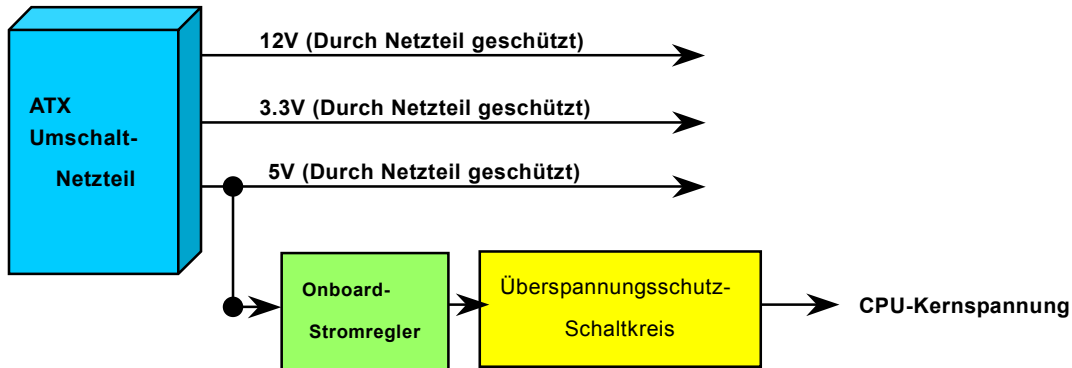 12V (Durch Netzteil geschützt)
ATX
Umschalt-
Netzteil
3.3V (Durch Netzteil geschützt)
5V (Durch Netzteil geschützt)
Onboard-
Stromregler
Überspannungsschutz-
Schaltkreis
CPU-Kernspannung